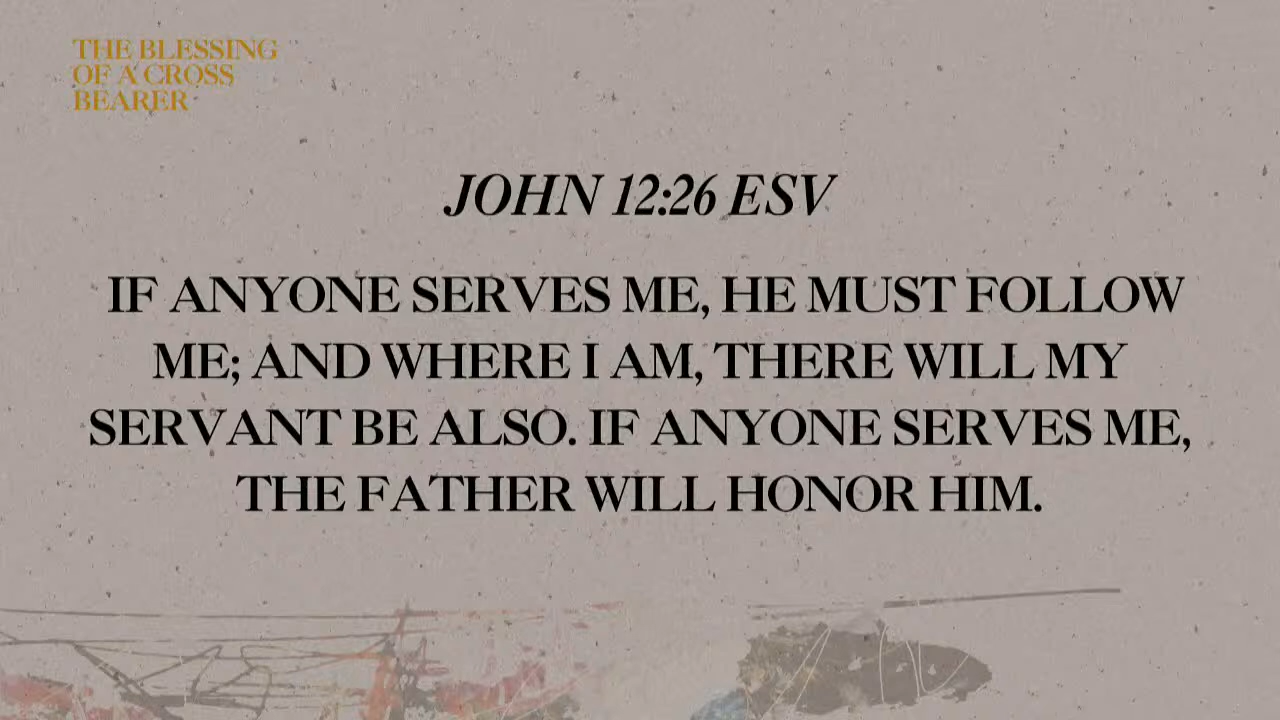 THE BLESSING
OF A CROSS
BEARER
JOHN 12:26 ESV
IF ANYONE SERVES ME, HE MUST FOLLOW
ME; AND WHERE I AM, THERE WILL MY
SERVANT BE ALSO. IF ANYONE SERVES ME,
THE FATHER WILL HONOR HIM.